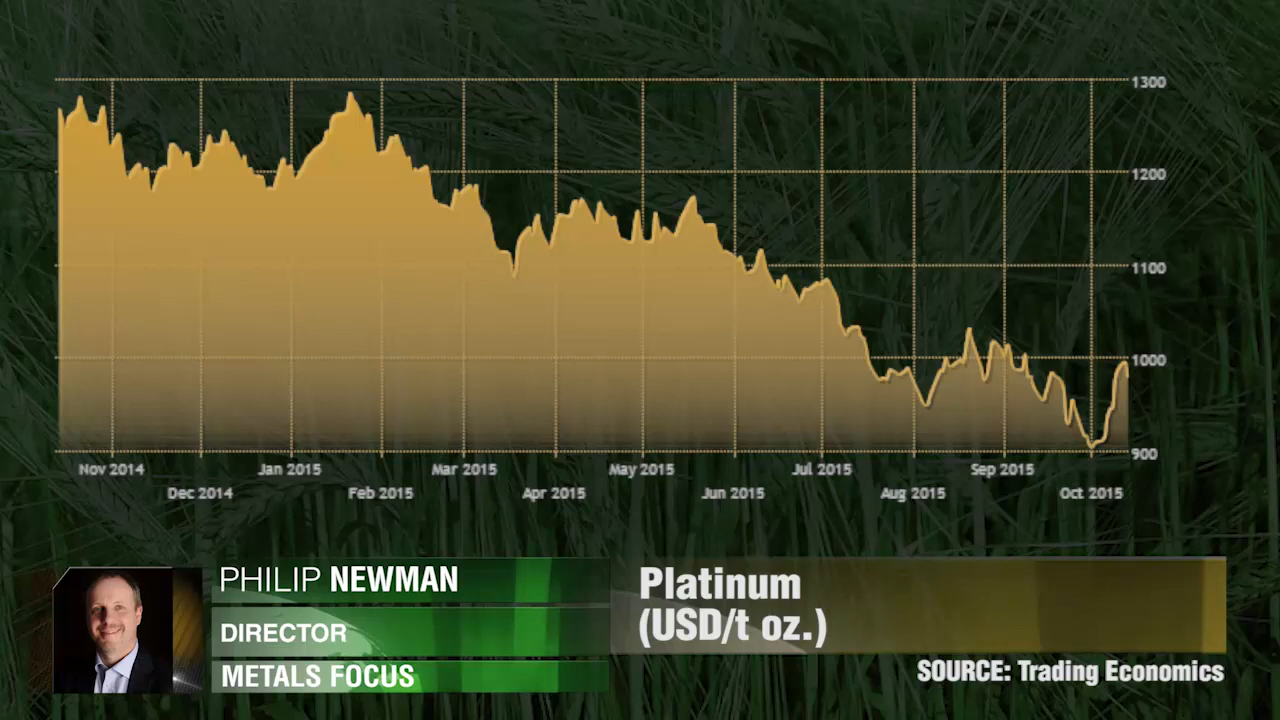 1300
1200
1100
1000
900
Nov 2014
Dec 2014
Jan 2015
Feb 2015
Mar 2015
Apr 2015
May 2015
Jun 2015
Jul 2015
Aug 2015
Sep 2015
Oct 2015
PHILIP NEWMAN
DIRECTOR
METALS FOCUS
Platinum
(USD/t oz.)
SOURCE: Trading Economics